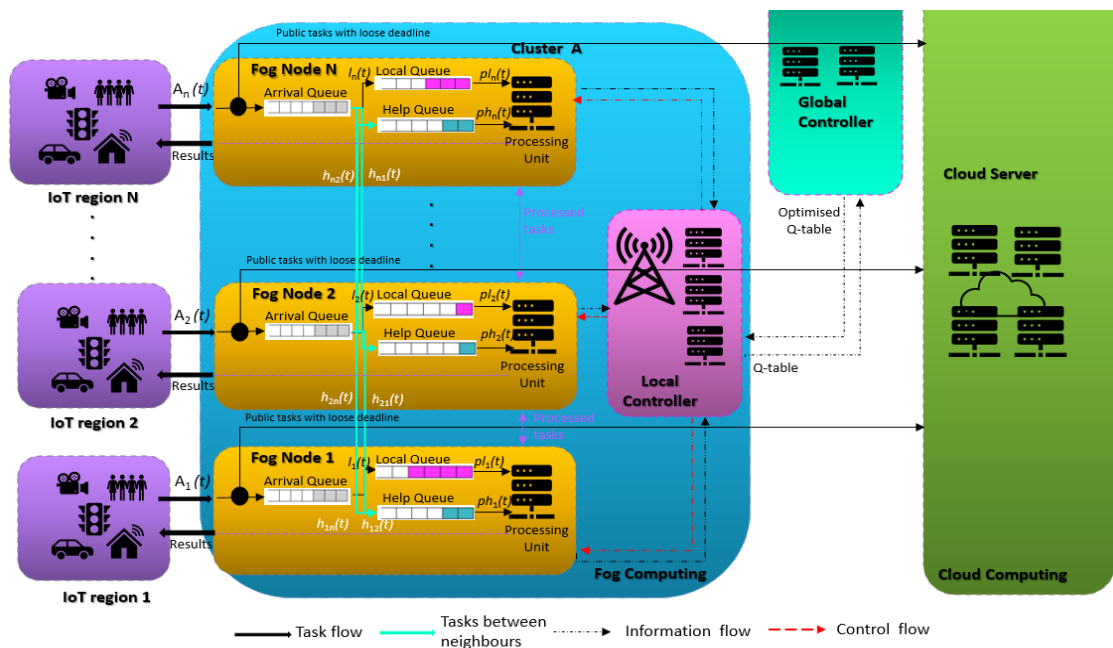 Public tasks with loose deadline
Cluster A
Fog Node N
A_n(t)
l_n(t)
Local Queue
pl_n(t)
Arrival Queue
Help Queue
ph_n(t)
Processing
Unit
Results
h_n2(t)
h_n1(t)
IoT region N
Processed
tasks
Global
Controller
Cloud Server
Optimised
Q-table
Public tasks with loose deadline
Fog Node 2
A_2(t)
l_2(t)
Local Queue
pl_2(t)
Arrival Queue
Help Queue
ph_2(t)
Processing
Unit
Results
h_2n(t)
h_21(t)
IoT region 2
Local
Controller
Q-table
Processed
tasks
Public tasks with loose deadline
Fog Node 1
A_1(t)
l_1(t)
Local Queue
pl_1(t)
Arrival Queue
Help Queue
ph_1(t)
Processing
Unit
Results
h_1n(t)
h_12(t)
IoT region 1
Fog Computing
Cloud Computing
Task flow
Tasks between
neighbours
Information flow
Control flow